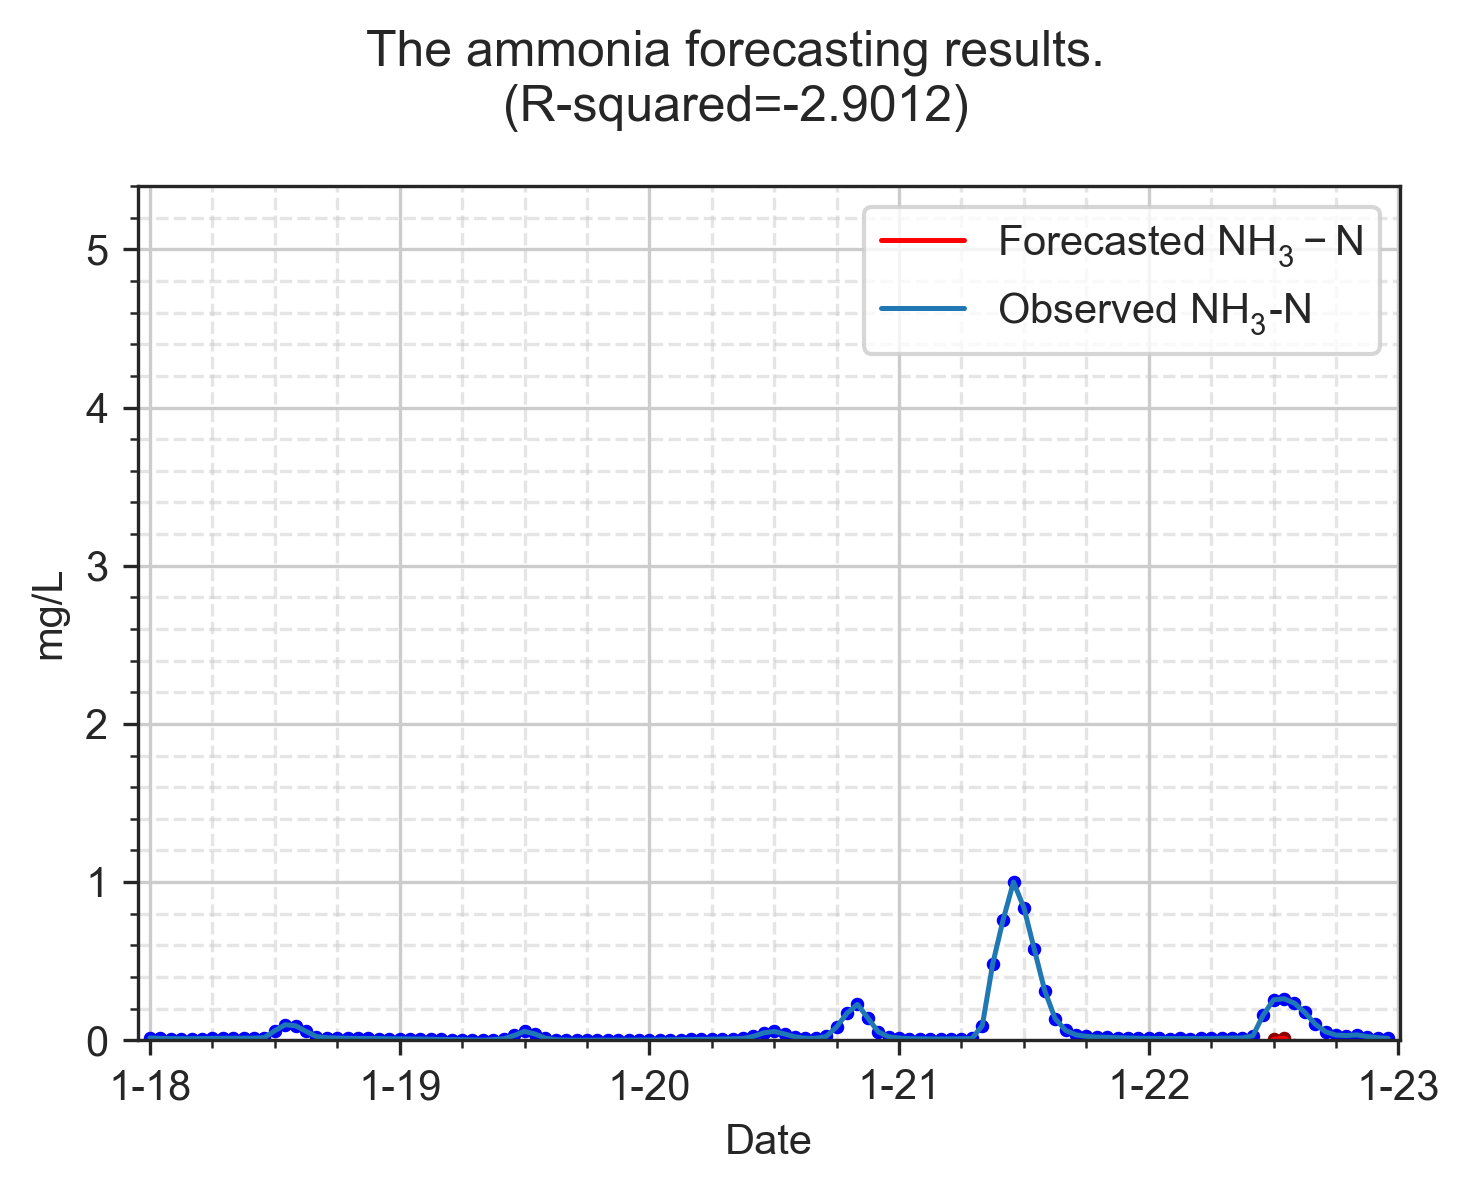 The ammonia forecasting results.
(R-squared=-2.9012)
Forecasted NH₃ − N
Observed NH₃-N
5
4
3
2
1
0
mg/L
1-18 1-19 1-20 1-21 1-22 1-23
Date